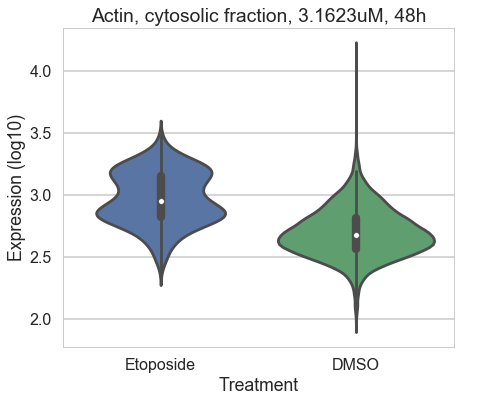 Actin, cytosolic fraction, 3.1623uM, 48h
Expression (log10)
4.0
3.5
3.0
2.5
2.0
Etoposide DMSO
Treatment